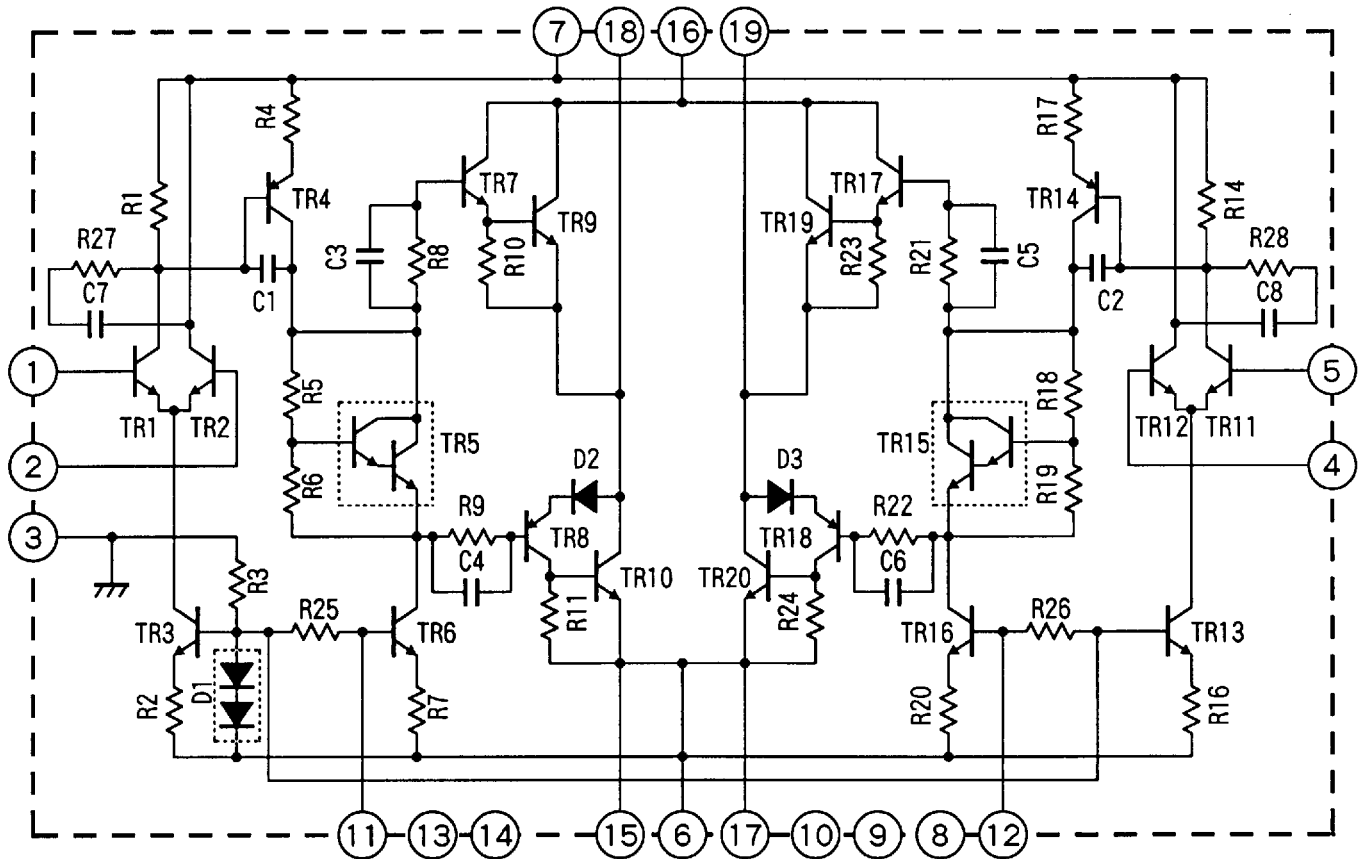 7 18 16 19
R4 R17
R1 TR4 TR7 TR9 TR17 TR19 TR14 R14
R27 C3 R8 R10 R23 R21 C5 R28
C7 C1 C2 C8
1 5
R5 R18
TR1 TR2 TR5 TR15 TR12 TR11
2 D2 D3 4
R6 R19
3 R9 R22
TR8 TR18
C4 C6
R3 TR10 TR20
R25 R11 R24 R26
TR3 TR6 TR16 TR13
R2 D1 R7 R20 R16
11 13 14 15 6 17 10 9 8 12